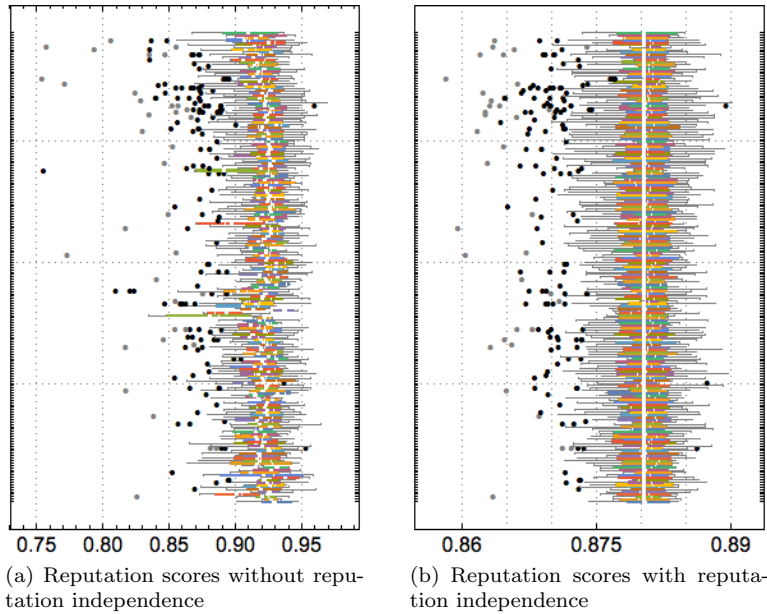 0.75 0.80 0.85 0.90 0.95
0.86 0.875 0.89
(a) Reputation scores without repu-
tation independence
(b) Reputation scores with reputa-
tion independence